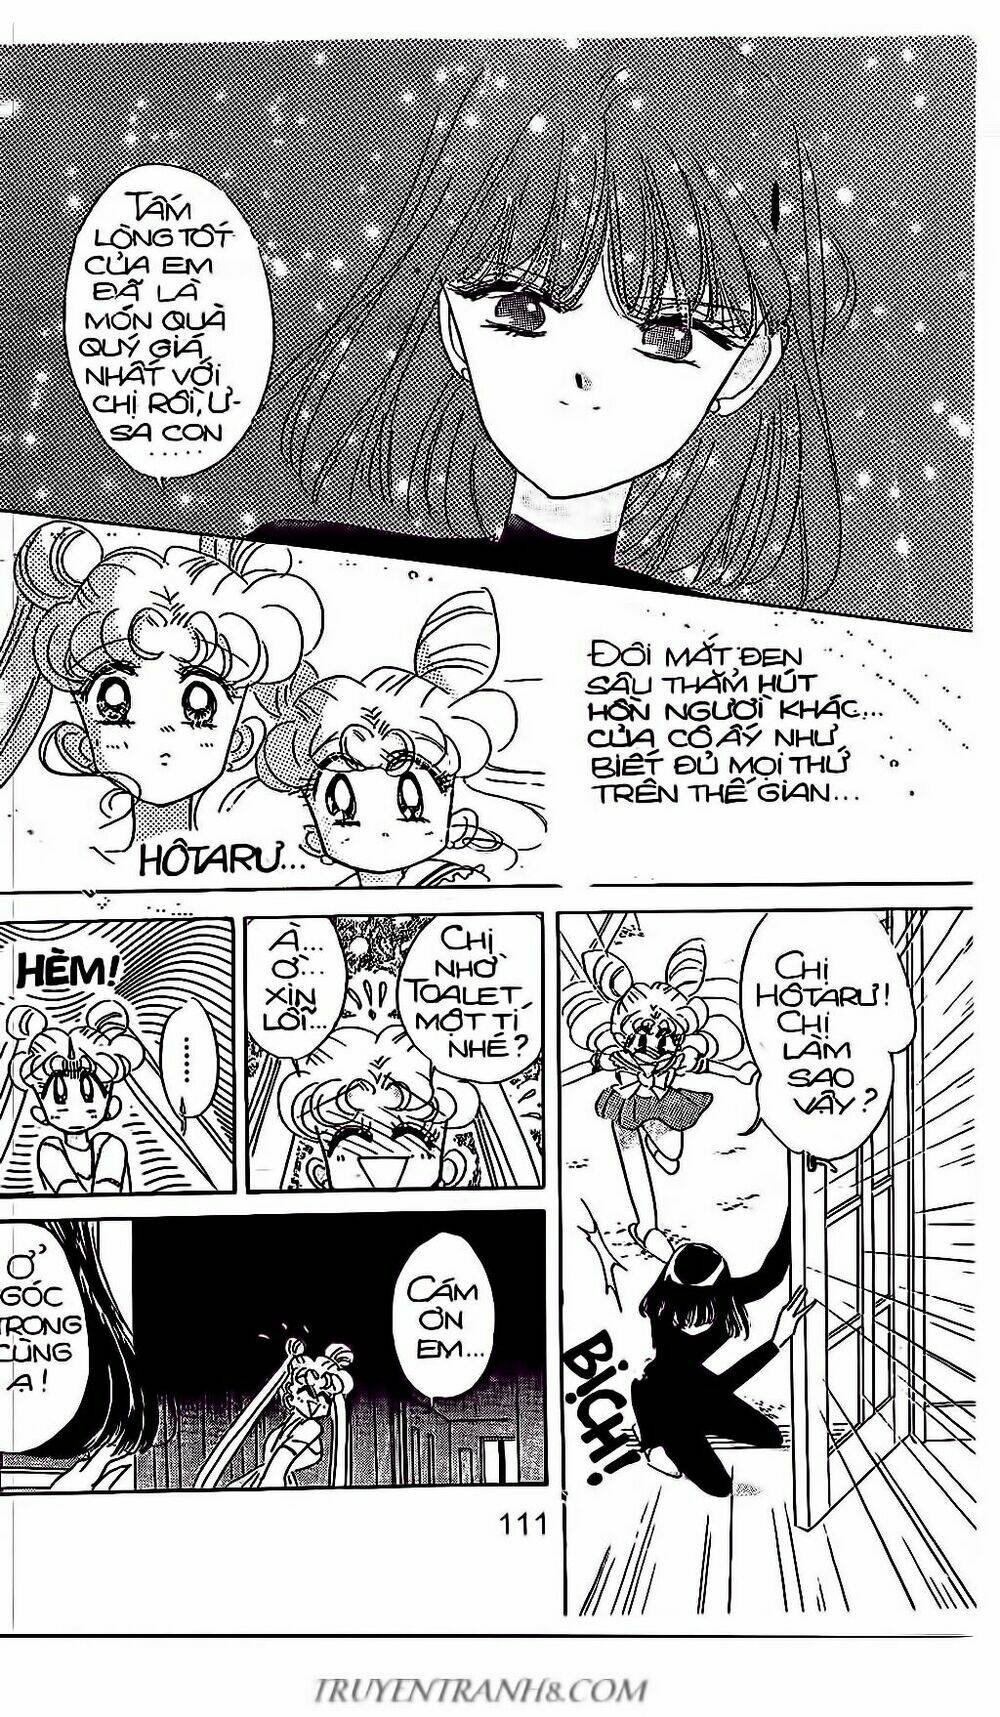 TẤM
LÒNG TỐT
CỦA EM
ĐÃ LÀ
MÓN QUÀ
QUÝ GIÁ
NHẤT VỚI
CHỊ RỒI, Ư-
SA CON
.....
ĐÔI MẮT ĐEN
SÂU THẲM HÚT
HỒN NGƯƠÌ KHÁC...
CỦA CÔ ẤY NHƯ
BIẾT ĐỦ MỌI THỨ
TRÊN THẾ GIAN...
HÔTARƯ...
HÈM!
......
À...
Ơ...
XIN
LỖI...
CHỊ
NHỜ
TOALET
MỘT TÍ
NHÉ?
Ở
GÓC
TRONG
CÙNG
Ạ!
CÁM
ƠN
EM...
CHỊ
HÔTARƯ!
CHỊ
LÀM
SAO
VÂỴ?
BỊCH!
111
TRUYENTRANH8.COM